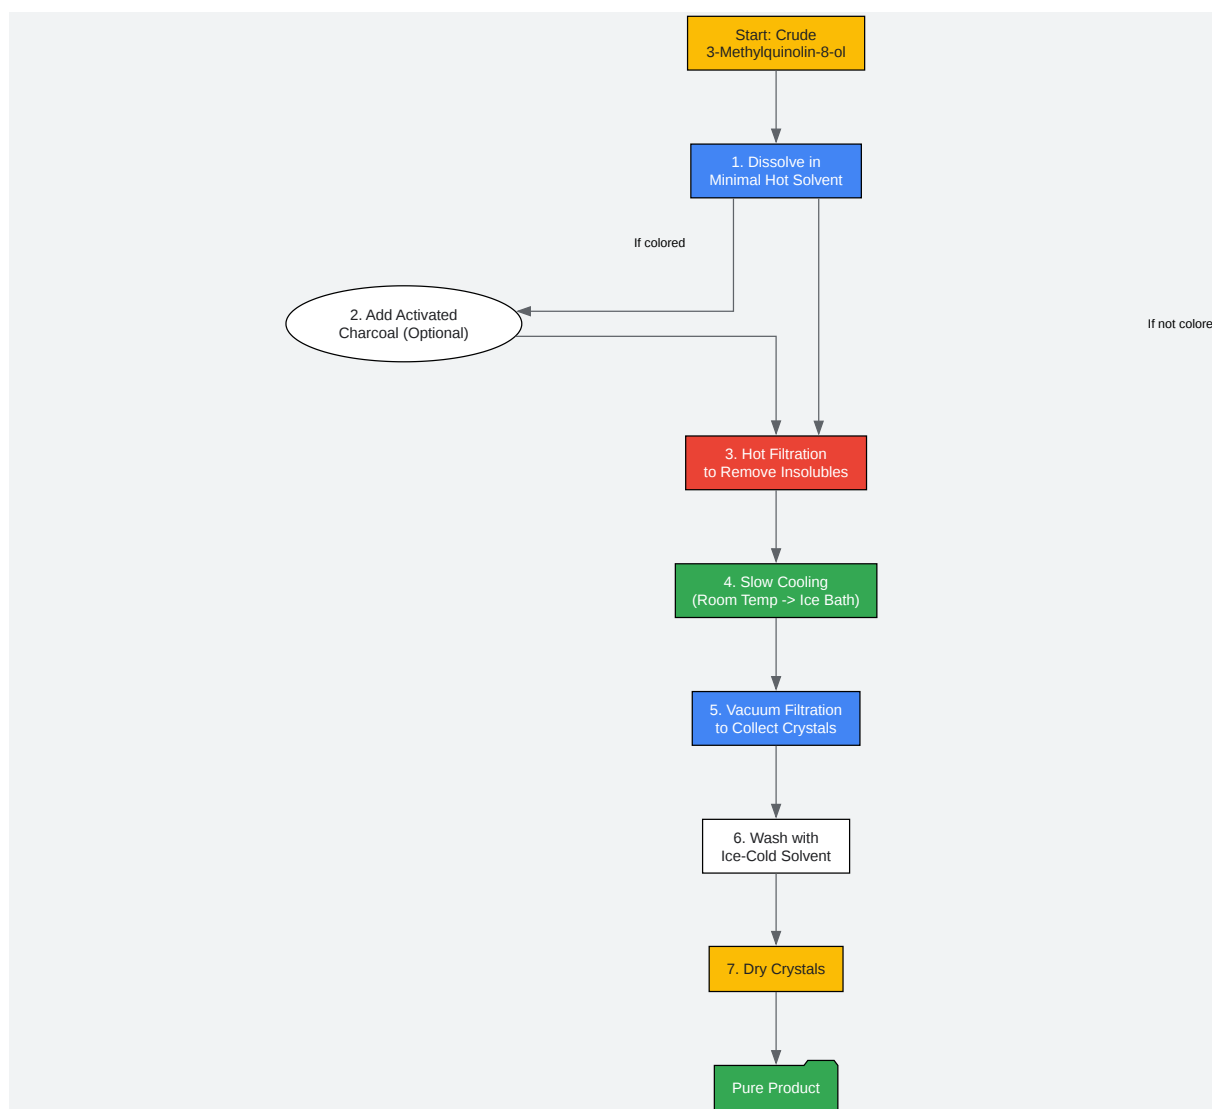 Start: Crude
3-Methylquinolin-8-ol
1. Dissolve in
Minimal Hot Solvent
If colored
2. Add Activated
Charcoal (Optional)
If not colore
3. Hot Filtration
to Remove Insolubles
4. Slow Cooling
(Room Temp -> Ice Bath)
5. Vacuum Filtration
to Collect Crystals
6. Wash with
Ice-Cold Solvent
7. Dry Crystals
Pure Product